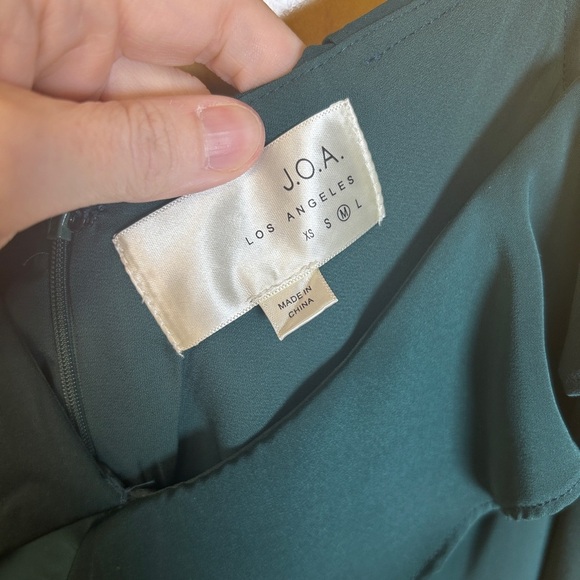 J.O.A.
LOS ANGELES
XS S M L
MADE IN
CHINA